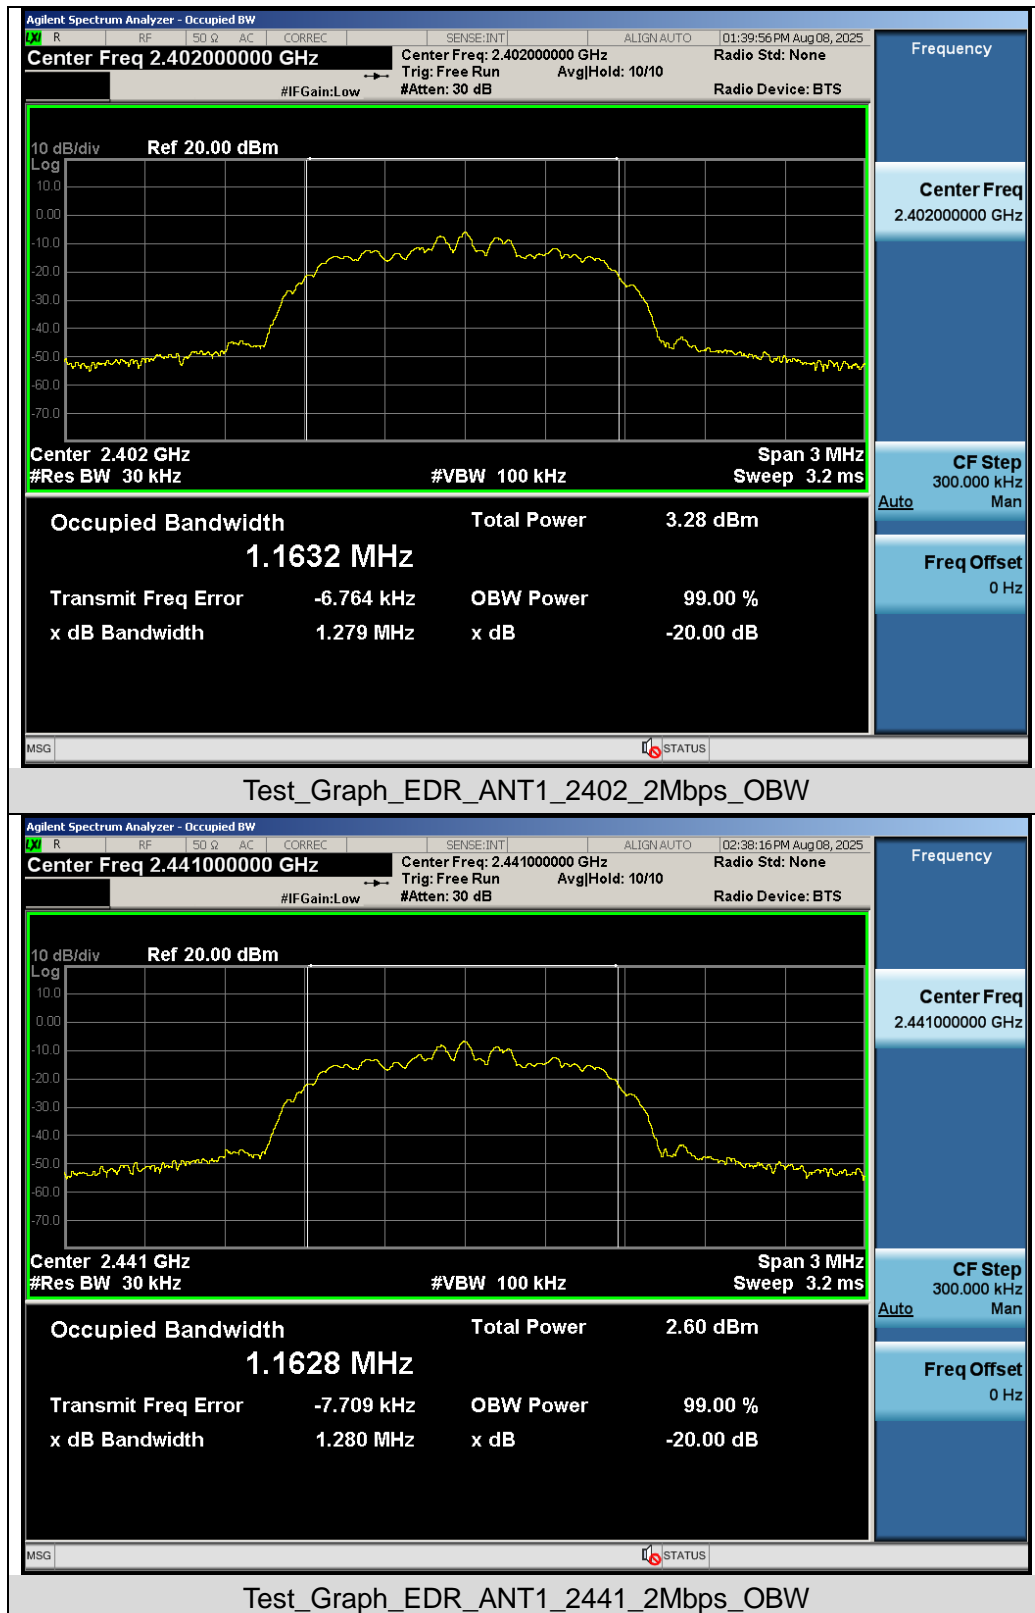 Agilent Spectrum Analyzer - Occupied BW
LXI R RF 50 Ω AC CORREC SENSE:INT ALIGN AUTO 01:39:56 PM Aug 08, 2025
Center Freq 2.402000000 GHz Center Freq: 2.402000000 GHz Radio Std: None Frequency
Trig: Free Run Avg|Hold: 10/10
#IFGain:Low #Atten: 30 dB Radio Device: BTS
10 dB/div Ref 20.00 dBm
Log
10.0
0.00
-10.0
-20.0
-30.0
-40.0
-50.0
-60.0
-70.0
Center Freq
2.402000000 GHz
Center 2.402 GHz Span 3 MHz
#Res BW 30 kHz #VBW 100 kHz Sweep 3.2 ms
CF Step
300.000 kHz
Auto Man
Freq Offset
0 Hz
Occupied Bandwidth Total Power 3.28 dBm
1.1632 MHz
Transmit Freq Error -6.764 kHz OBW Power 99.00 %
x dB Bandwidth 1.279 MHz x dB -20.00 dB
MSG STATUS
Test_Graph_EDR_ANT1_2402_2Mbps_OBW
Agilent Spectrum Analyzer - Occupied BW
LXI R RF 50 Ω AC CORREC SENSE:INT ALIGN AUTO 02:38:16 PM Aug 08, 2025
Center Freq 2.441000000 GHz Center Freq: 2.441000000 GHz Radio Std: None Frequency
Trig: Free Run Avg|Hold: 10/10
#IFGain:Low #Atten: 30 dB Radio Device: BTS
10 dB/div Ref 20.00 dBm
Log
10.0
0.00
-10.0
-20.0
-30.0
-40.0
-50.0
-60.0
-70.0
Center Freq
2.441000000 GHz
Center 2.441 GHz Span 3 MHz
#Res BW 30 kHz #VBW 100 kHz Sweep 3.2 ms
CF Step
300.000 kHz
Auto Man
Freq Offset
0 Hz
Occupied Bandwidth Total Power 2.60 dBm
1.1628 MHz
Transmit Freq Error -7.709 kHz OBW Power 99.00 %
x dB Bandwidth 1.280 MHz x dB -20.00 dB
MSG STATUS
Test_Graph_EDR_ANT1_2441_2Mbps_OBW